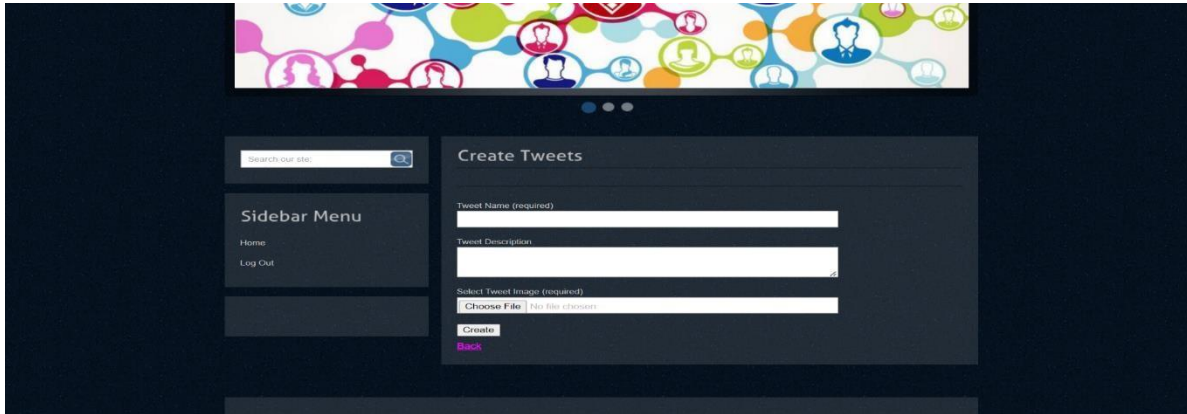 Search our site:
Create Tweets
Sidebar Menu
Home
Log Out
Tweet Name (required)
Tweet Description
Select Tweet Image (required)
Choose File No file chosen
Create
Back